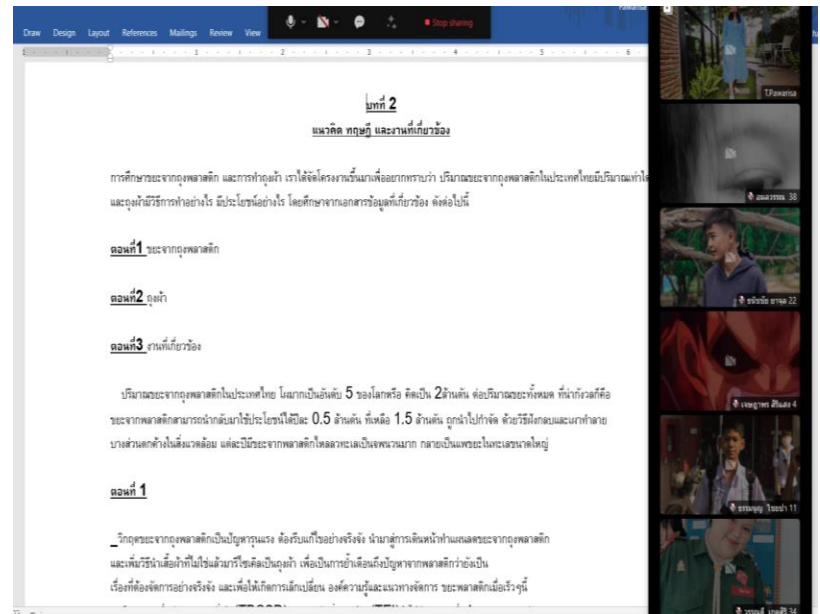 Draw Design Layout References Mailings Review View
Stop sharing
บทที่ 2
แนวคิด ทฤษฎี และงานที่เกี่ยวข้อง
การศึกษาขยะจากถุงพลาสติก และการทำถุงผ้า เราได้จัดโครงงานขึ้นมาเพื่ออยากทราบว่า ปริมาณขยะจากถุงพลาสติกในประเทศไทยมีปริมาณเท่าใด
และถุงผ้ามีวิธีการทำอย่างไร มีประโยชน์อย่างไร โดยศึกษาจากเอกสารข้อมูลที่เกี่ยวข้อง ดังต่อไปนี้
ตอนที่1 ขยะจากถุงพลาสติก
ตอนที่2 ถุงผ้า
ตอนที่3 งานที่เกี่ยวข้อง
ปริมาณขยะจากถุงพลาสติกในประเทศไทย มากเป็นอันดับ 5 ของโลกหรือ คิดเป็น 2ล้านตัน ต่อปริมาณขยะทั้งหมด ที่น่ากังวลก็คือ
ขยะจากพลาสติกสามารถนำกลับมาใช้ประโยชน์ได้ปีละ 0.5 ล้านตัน ที่เหลือ 1.5 ล้านตัน ถูกนำไปกำจัด ด้วยวิธีฝังกลบและเผาทำลาย
บางส่วนตกค้างในสิ่งแวดล้อม แต่ละปีมีขยะจากพลาสติกไหลลงทะเลเป็นจพนวนมาก กลายเป็นแพขยะในทะเลขนาดใหญ่
ตอนที่ 1
วิกฤตขยะจากถุงพลาสติกเป็นปัญหารุนแรง ต้องรีบแก้ไขอย่างจริงจัง นำมาสู่การเดินหน้าทำแผนลดขยะจากถุงพลาสติก
และเพิ่มวิธีนำเสื้อผ้าที่ไม่ใช่แล้วมารีไซเคิลเป็นถุงผ้า เพื่อเป็นการย้ำเตือนถึงปัญหาจากพลาสติกว่ายังเป็น
เรื่องที่ต้องจัดการอย่างจริงจัง และเพื่อให้เกิดการแลกเปลี่ยน องค์ความรู้และแนวทางจัดการ ขยะพลาสติกเมื่อเร็วๆนี้
T.Pawarisa
38
ธนัชชัย ยาจุล 22
เจษฎาพร สีแสง 4
ธรรมนูญ ไชยปา 11